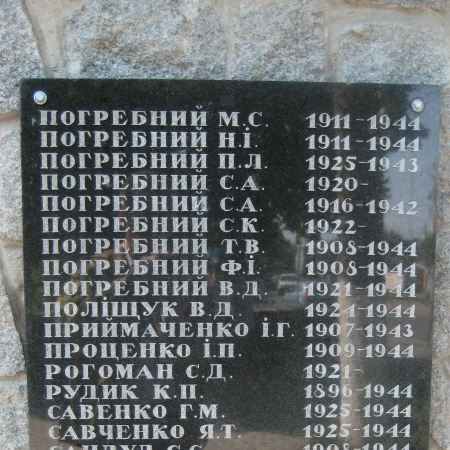 ПОГРЕБНИЙ М.С. 1911-1944
ПОГРЕБНИЙ Н.І. 1911-1944
ПОГРЕБНИЙ П.Л. 1925-1943
ПОГРЕБНИЙ С.А. 1920-
ПОГРЕБНИЙ С.А. 1916-1942
ПОГРЕБНИЙ С.К. 1922-
ПОГРЕБНИЙ Т.В. 1908-1944
ПОГРЕБНИЙ Ф.І. 1908-1944
ПОГРЕБНИЙ В.Д. 1921-1944
ПОЛІЩУК В.Д. 1924-1944
ПРИЙМАЧЕНКО І.Г. 1907-1943
ПРОЦЕНКО І.П. 1909-1944
РОГОМАН С.Д. 1921-
РУДИК К.П. 1896-1944
САВЕНКО Г.М. 1925-1944
САВЧЕНКО Я.Т. 1925-1944
1908-1944